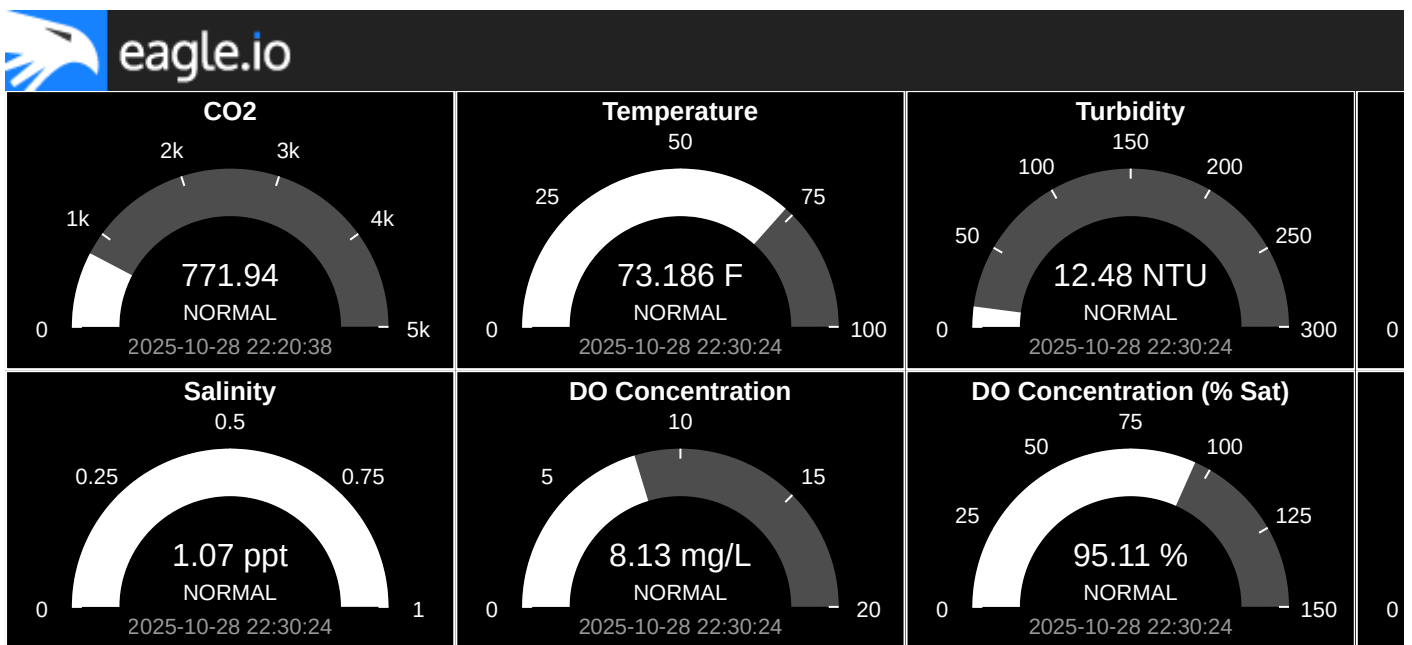 eagle.io
CO2
0
1k
2k
3k
4k
5k
771.94
NORMAL
2025-10-28 22:20:38
Temperature
0
25
50
75
100
73.186 F
NORMAL
2025-10-28 22:30:24
Turbidity
0
50
100
150
200
250
300
12.48 NTU
NORMAL
2025-10-28 22:30:24
0
Salinity
0
0.25
0.5
0.75
1
1.07 ppt
NORMAL
2025-10-28 22:30:24
DO Concentration
0
5
10
15
20
8.13 mg/L
NORMAL
2025-10-28 22:30:24
DO Concentration (% Sat)
0
25
50
75
100
125
150
95.11 %
NORMAL
2025-10-28 22:30:24
0